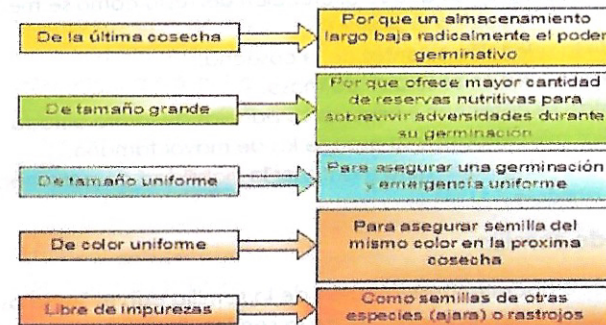 De la última cosecha
Por que un almacenamiento
largo baja radicalmente el poder
germinativo
De tamaño grande
Por que ofrece mayor cantidad
de reservas nutritivas para
sobrevivir adversidades durante
su germinación
De tamaño uniforme
Para asegurar una germinación
y emergencia uniforme
De color uniforme
Para asegurar semilla del
mismo color en la proxima
cosecha
Libre de impurezas
Como semillas de otras
especies (ajara) o rastrojos